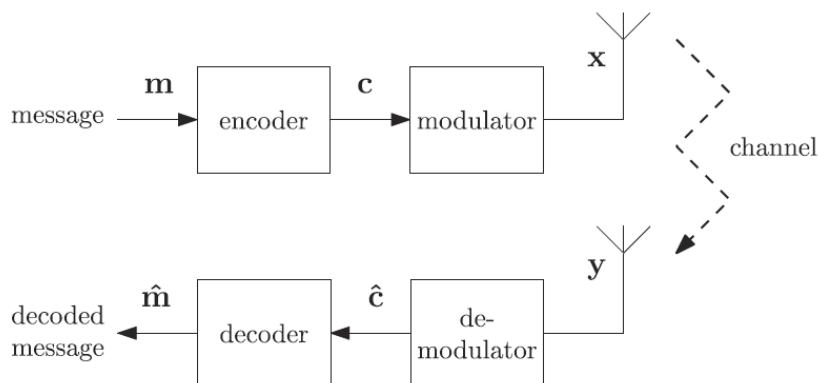 m
c
x
message
encoder
modulator
channel
y
m̂
ĉ
decoded
message
decoder
de-
modulator